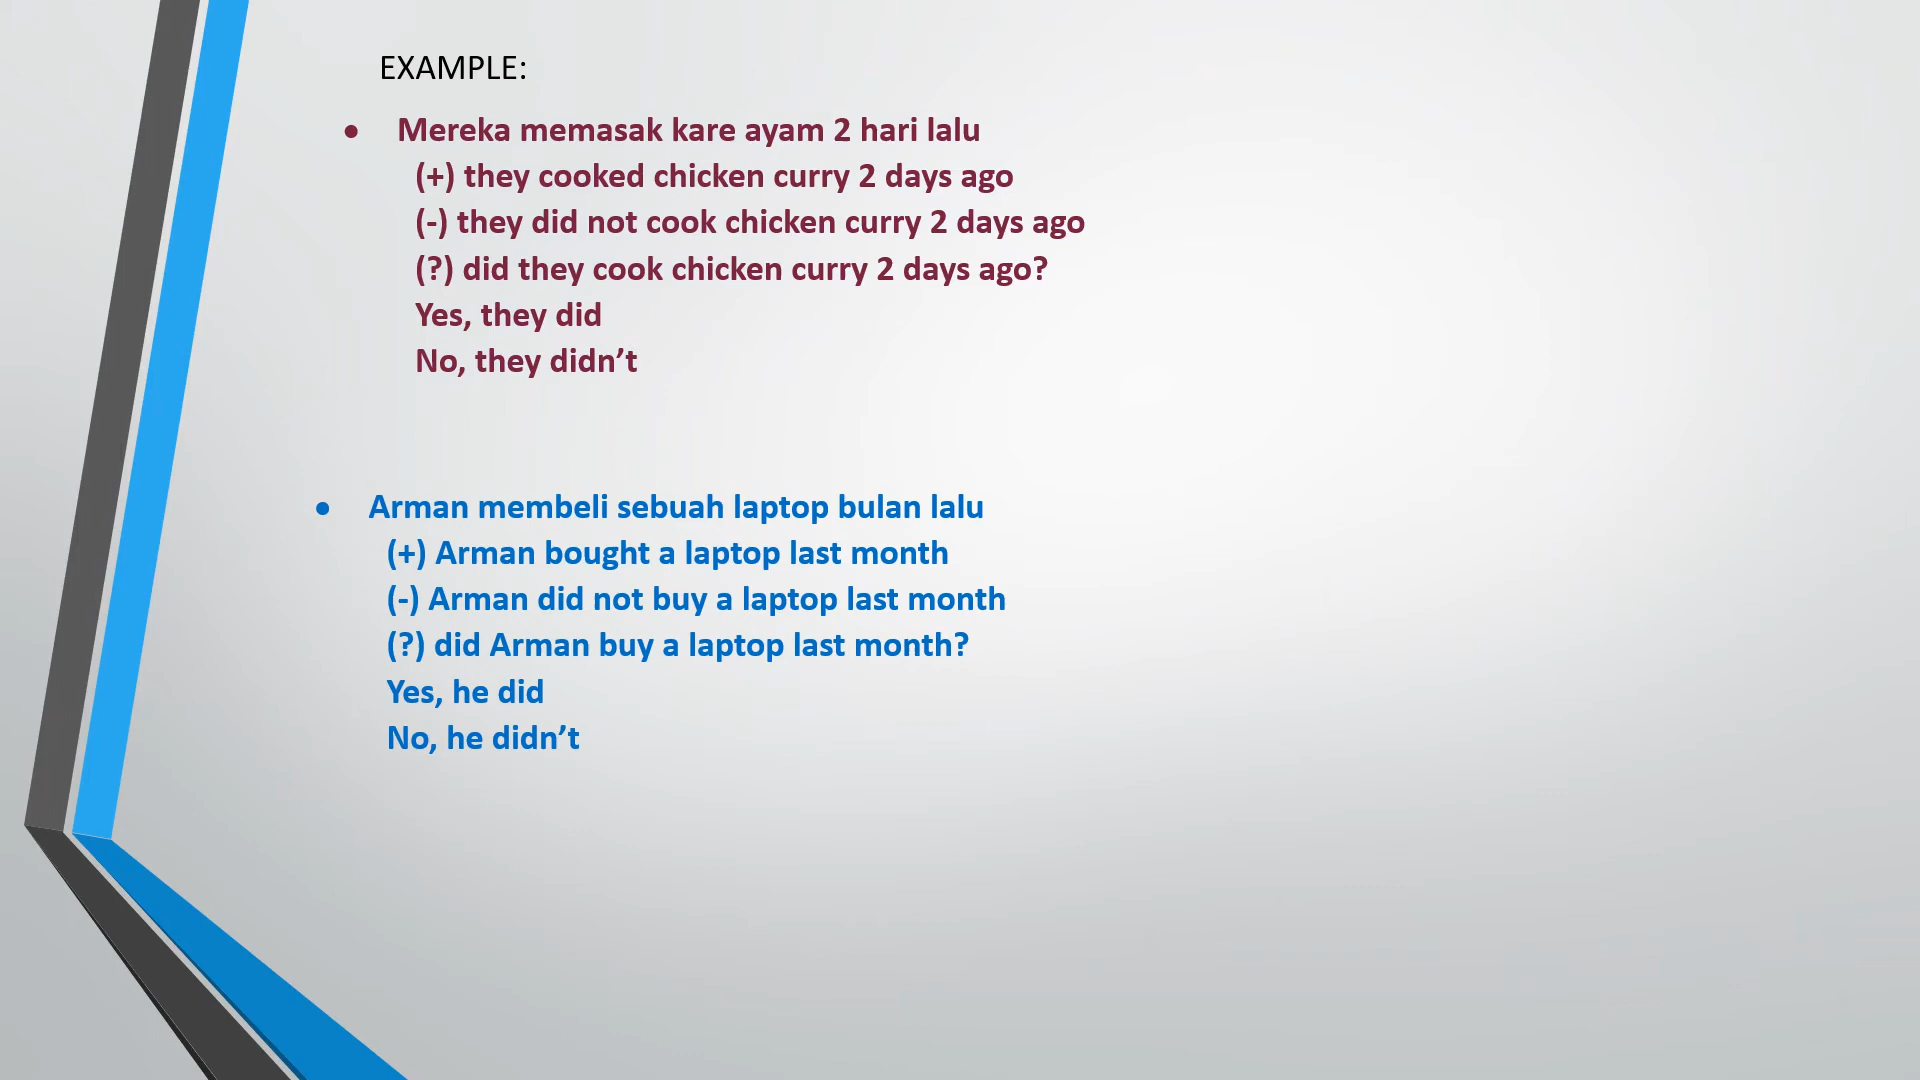 EXAMPLE:
• Mereka memasak kare ayam 2 hari lalu
(+) they cooked chicken curry 2 days ago
(-) they did not cook chicken curry 2 days ago
(?) did they cook chicken curry 2 days ago?
Yes, they did
No, they didn’t
• Arman membeli sebuah laptop bulan lalu
(+) Arman bought a laptop last month
(-) Arman did not buy a laptop last month
(?) did Arman buy a laptop last month?
Yes, he did
No, he didn’t